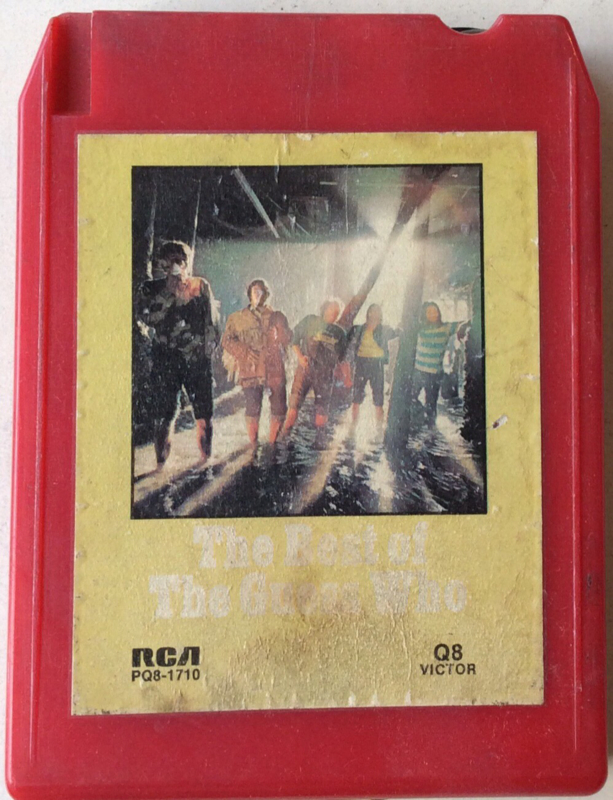 The Best of
The Guess Who
RCA
PQ8-1710
Q8
VICTOR